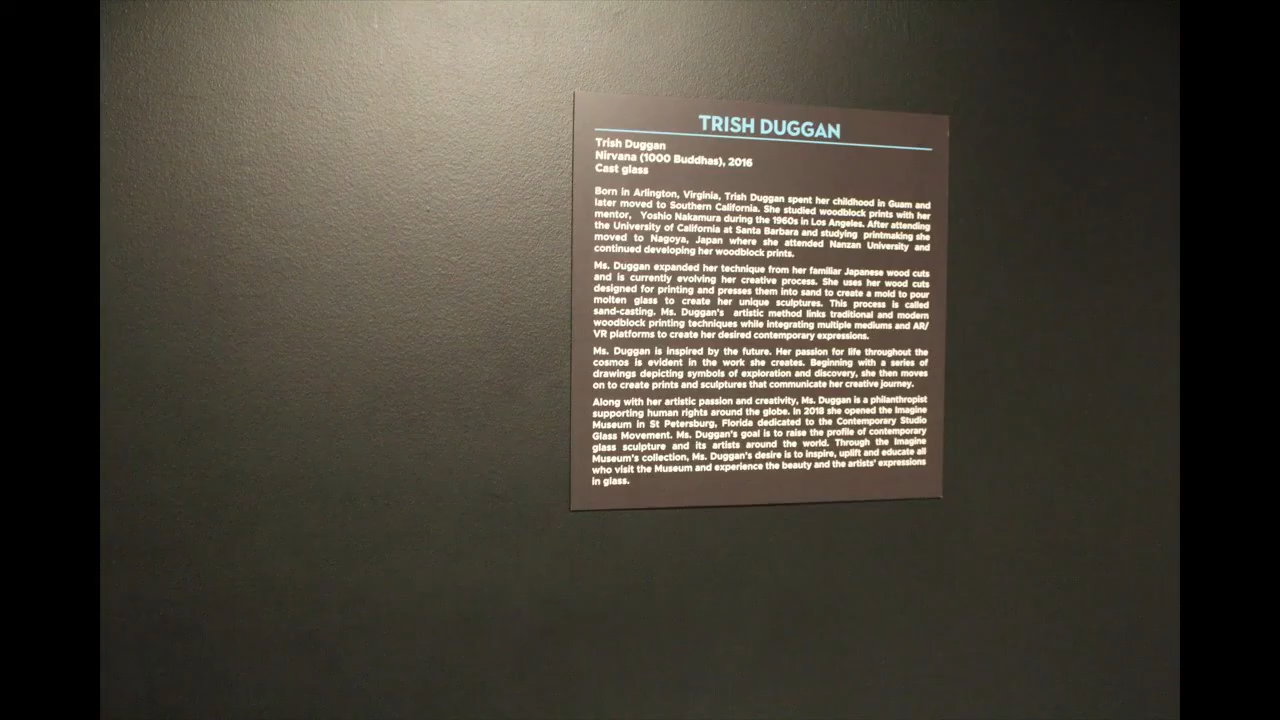 TRISH DUGGAN
Trish Duggan
Nirvana (1000 Buddhas), 2016
Cast glass
Born in Arlington, Virginia, Trish Duggan spent her childhood in Guam and
later moved to Southern California. She studied woodblock prints with her
mentor, Yoshio Nakamura during the 1960s in Los Angeles. After attending
the University of California at Santa Barbara and studying printmaking she
moved to Nagoya, Japan where she attended Nanzan University and
continued developing her woodblock prints.
Ms. Duggan expanded her technique from her familiar Japanese wood cuts
and is currently evolving her creative process. She uses her wood cuts
designed for printing and presses them into sand to create a mold to pour
molten glass to create her unique sculptures. This process is called
sand-casting. Ms. Duggan's artistic method links traditional and modern
woodblock printing techniques while integrating multiple mediums and AR/
VR platforms to create her desired contemporary expressions.
Ms. Duggan is inspired by the future. Her passion for life throughout the
cosmos is evident in the work she creates. Beginning with a series of
drawings depicting symbols of exploration and discovery, she then moves
on to create prints and sculptures that communicate her creative journey.
Along with her artistic passion and creativity, Ms. Duggan is a philanthropist
supporting human rights around the globe. In 2018 she opened the Imagine
Museum in St Petersburg, Florida dedicated to the Contemporary Studio
Glass Movement. Ms. Duggan's goal is to raise the profile of contemporary
glass sculpture and its artists around the world. Through the Imagine
Museum's collection, Ms. Duggan's desire is to inspire, uplift and educate all
who visit the Museum and experience the beauty and the artists' expressions
in glass.